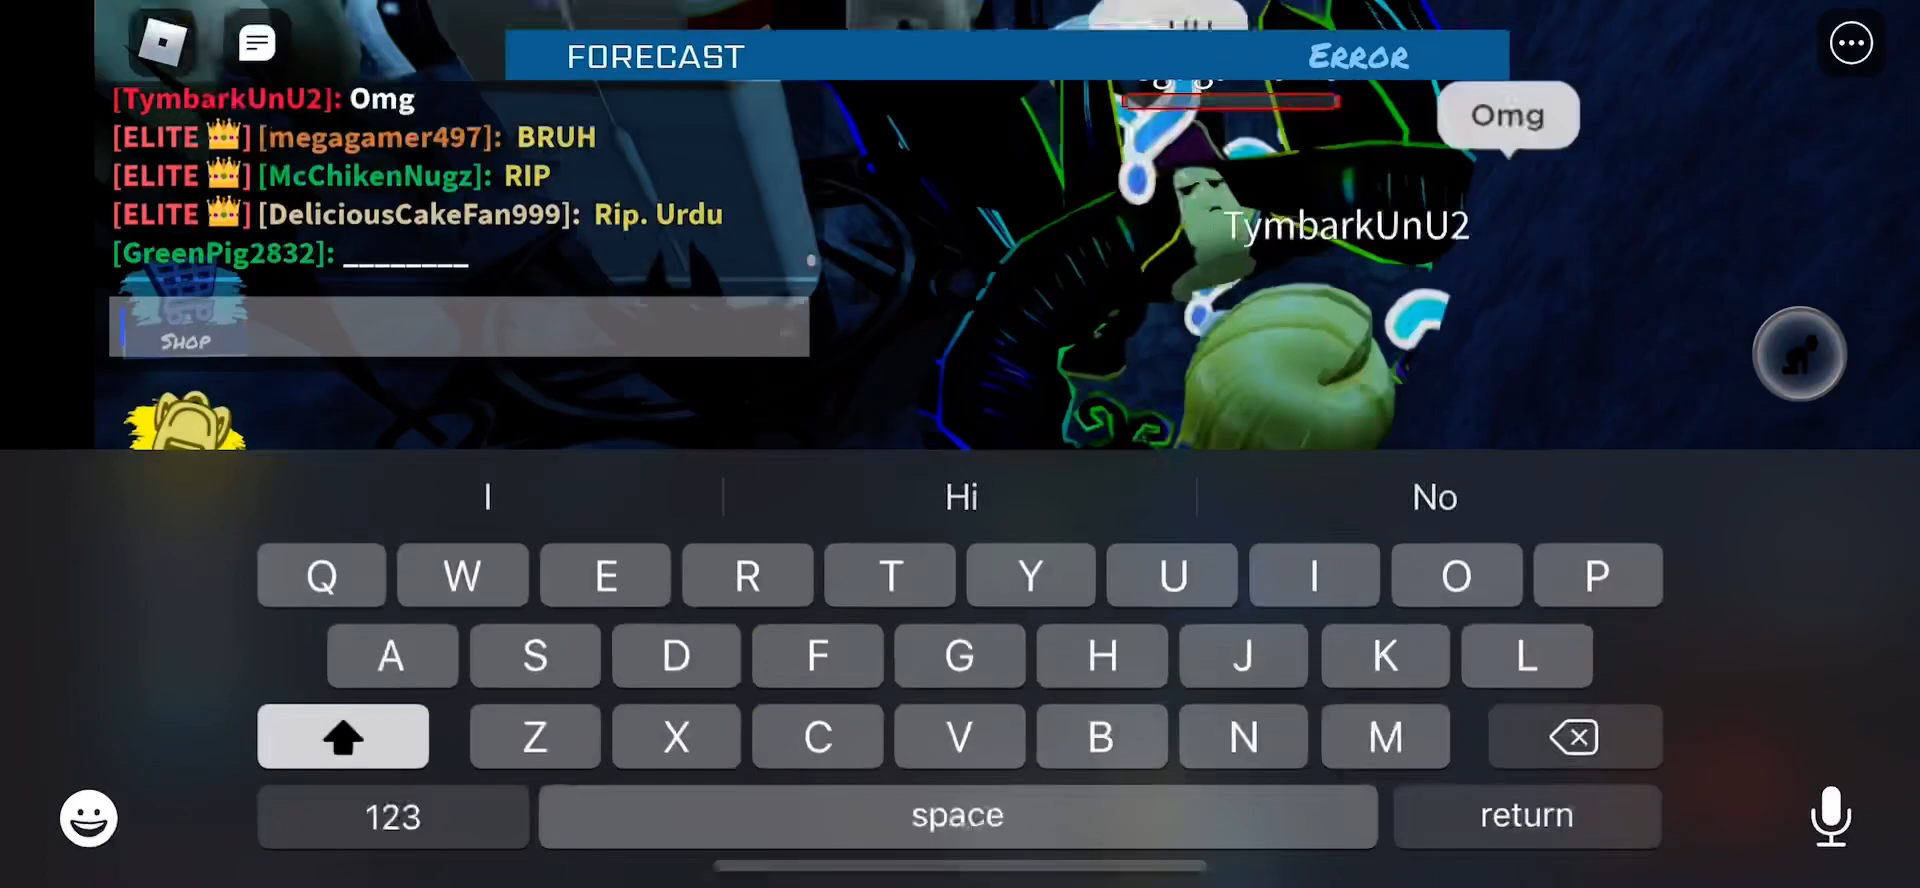 FORECAST ERROR
[TymbarkUnU2]: Omg
[ELITE 👑] [megagamer497]: BRUH
[ELITE 👑] [McChikenNugz]: RIP
[ELITE 👑] [DeliciousCakeFan999]: Rip. Urdu
[GreenPig2832]: ________
SHOP
Omg
TymbarkUnU2
I Hi No
Q W E R T Y U I O P
A S D F G H J K L
Z X C V B N M
123 space return